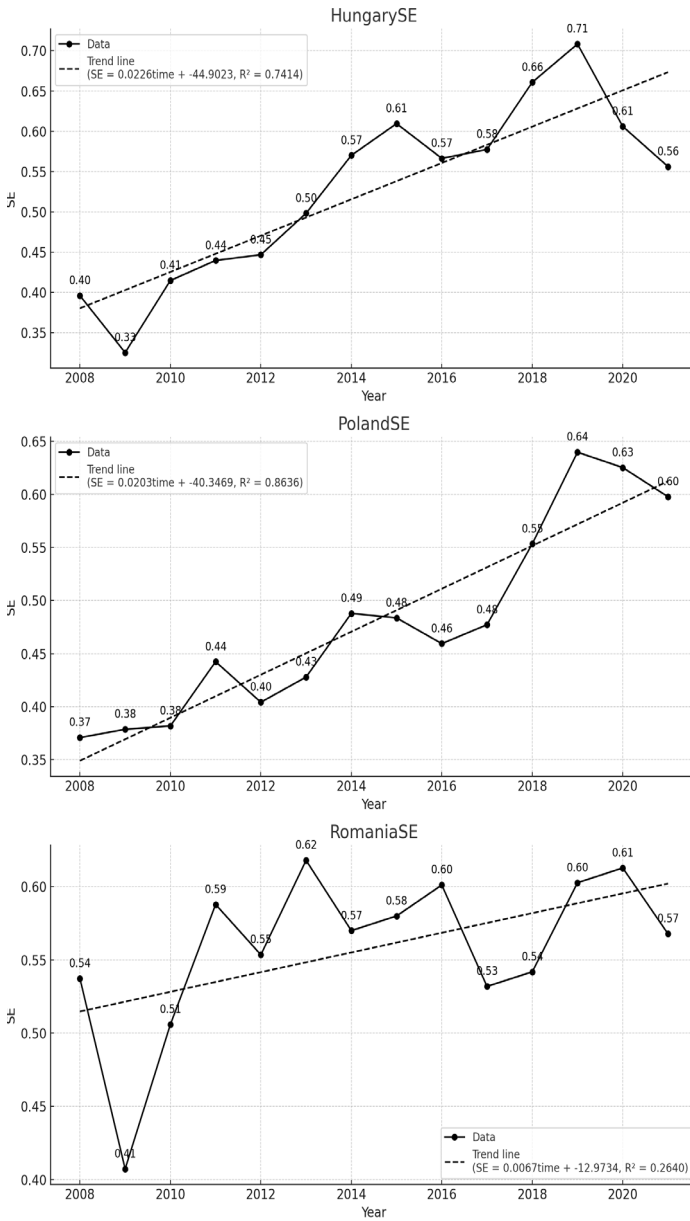 HungarySE
Data
Trend line
(SE = 0.0226time + -44.9023, R² = 0.7414)
0.70
0.65
0.60
0.55
0.50
0.45
0.40
0.35
SE
0.40
0.33
0.41
0.44
0.45
0.50
0.57
0.61
0.57
0.58
0.66
0.71
0.61
0.56
2008 2010 2012 2014 2016 2018 2020
Year
PolandSE
Data
Trend line
(SE = 0.0203time + -40.3469, R² = 0.8636)
0.65
0.60
0.55
0.50
0.45
0.40
0.35
SE
0.37
0.38
0.38
0.44
0.40
0.43
0.49
0.48
0.46
0.48
0.55
0.64
0.63
0.60
2008 2010 2012 2014 2016 2018 2020
Year
RomaniaSE
0.60
0.55
0.50
0.45
0.40
SE
0.54
0.41
0.51
0.59
0.55
0.62
0.57
0.58
0.60
0.53
0.54
0.60
0.61
0.57
Data
Trend line
(SE = 0.0067time + -12.9734, R² = 0.2640)
2008 2010 2012 2014 2016 2018 2020
Year